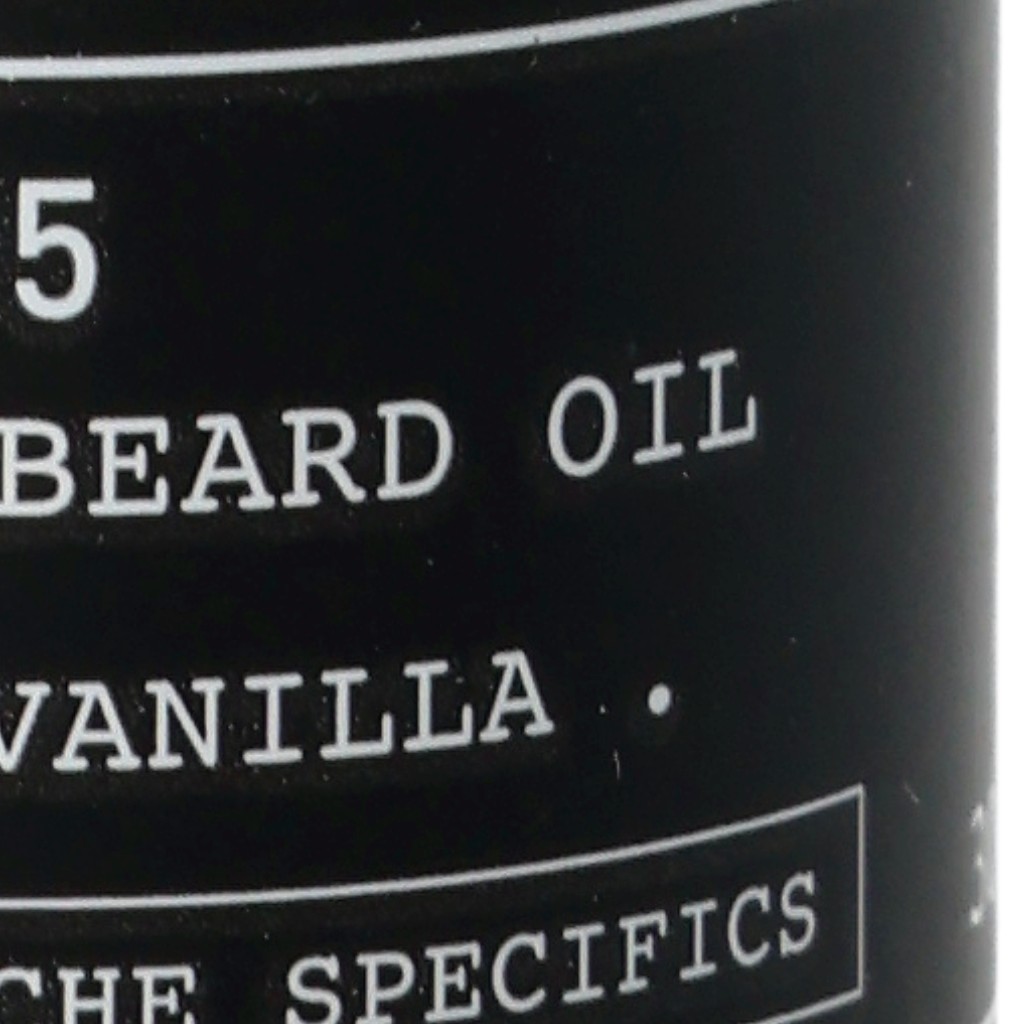 5
BEARD OIL
VANILLA .
SPECIFICS